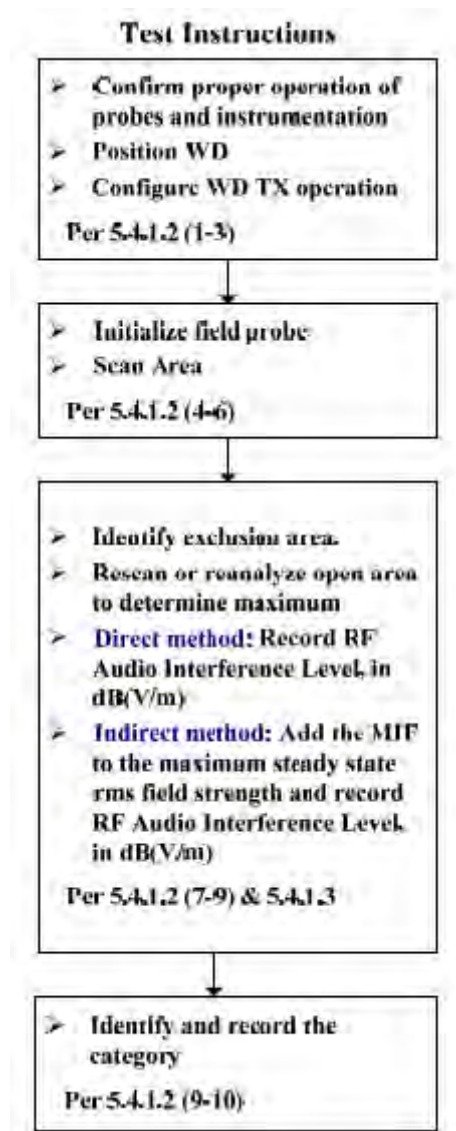 Test Instructions
➢ Confirm proper operation of
probes and instrumentation
➢ Position WD
➢ Configure WD TX operation
Per 5.4.1.2 (1-3)
➢ Initialize field probe
➢ Scan Area
Per 5.4.1.2 (4-6)
➢ Identify exclusion area.
➢ Rescan or reanalyze open area
to determine maximum
➢ Direct method: Record RF
Audio Interference Level, in
dB(V/m)
➢ Indirect method: Add the MIF
to the maximum steady state
rms field strength and record
RF Audio Interference Level,
in dB(V/m)
Per 5.4.1.2 (7-9) & 5.4.1.3
➢ Identify and record the
category
Per 5.4.1.2 (9-10)